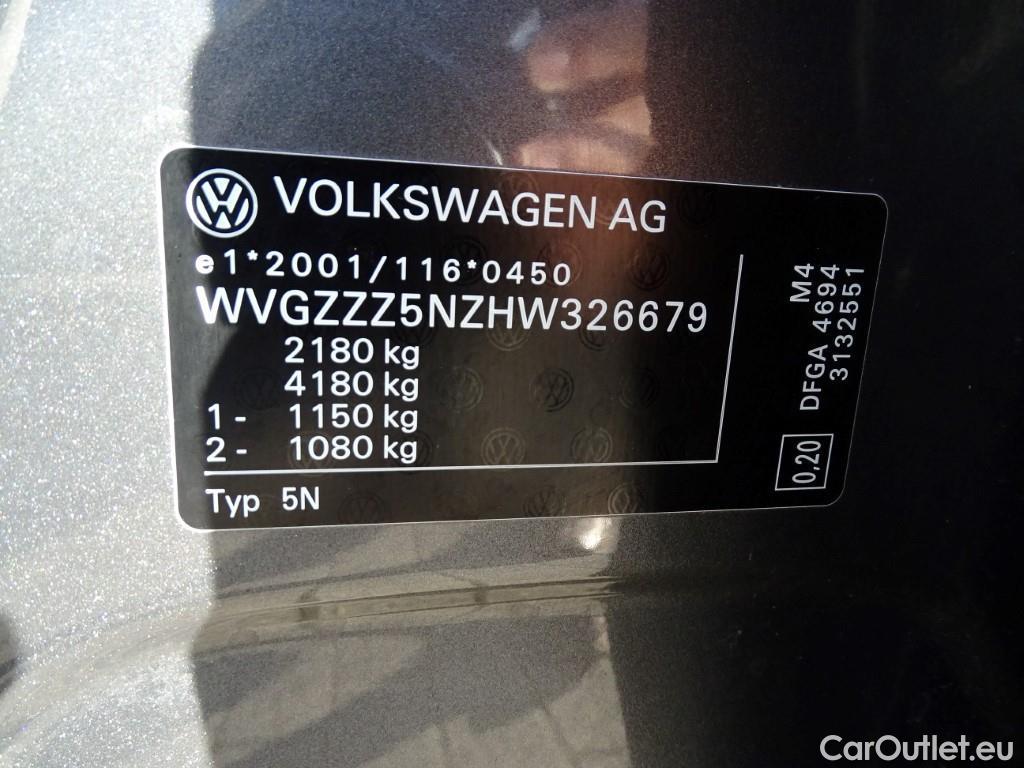 VOLKSWAGEN AG
e1*2001/116*0450
WVGZZZ5NZHW326679
2180 kg
4180 kg
1- 1150 kg
2- 1080 kg
Typ 5N
M4
DFGA 4694
3132551
0,20
CarOutlet.eu